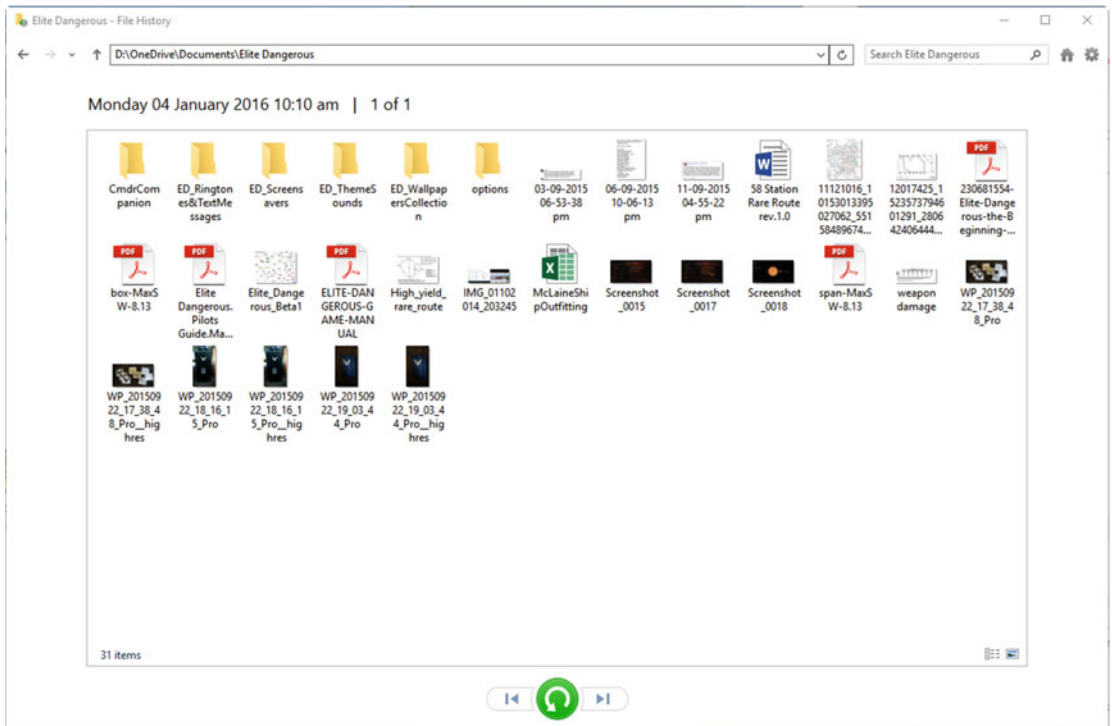 Elite Dangerous - File History
D:\OneDrive\Documents\Elite Dangerous
Search Elite Dangerous
Monday 04 January 2016 10:10 am | 1 of 1
PDF
CmdrCom ED_Rington ED_Screens ED_ThemeS ED_Wallpap options 03-09-2015 06-09-2015 11-09-2015 58 Station 11121016_1 12017425_1 230681554-
panion es&TextMe avers ounds ersCollectio 06-53-38 10-06-13 04-55-22 Rare Route 0153013395 5235737946 Elite-Dange
ssages n pm pm pm rev.1.0 027062_551 01291_2806 rous-the-B
58489674... 42406444... eginning-...
PDF PDF PDF PDF
box-MaxS Elite Elite_Dange ELITE-DAN High_yield_ IMG_01102 McLaineShi Screenshot Screenshot Screenshot span-MaxS weapon WP_201509
W-8.13 Dangerous. rous_Beta1 GEROUS-G rare_route 014_203245 pOutfitting _0015 _0017 _0018 W-8.13 damage 22_17_38_4
Pilots AME-MAN 8_Pro
Guide.Ma... UAL
WP_201509 WP_201509 WP_201509 WP_201509 WP_201509
22_17_38_4 22_18_16_1 22_18_16_1 22_19_03_4 22_19_03_4
8_Pro__hig 5_Pro 5_Pro__hig 4_Pro 4_Pro__hig
hres hres hres
31 items